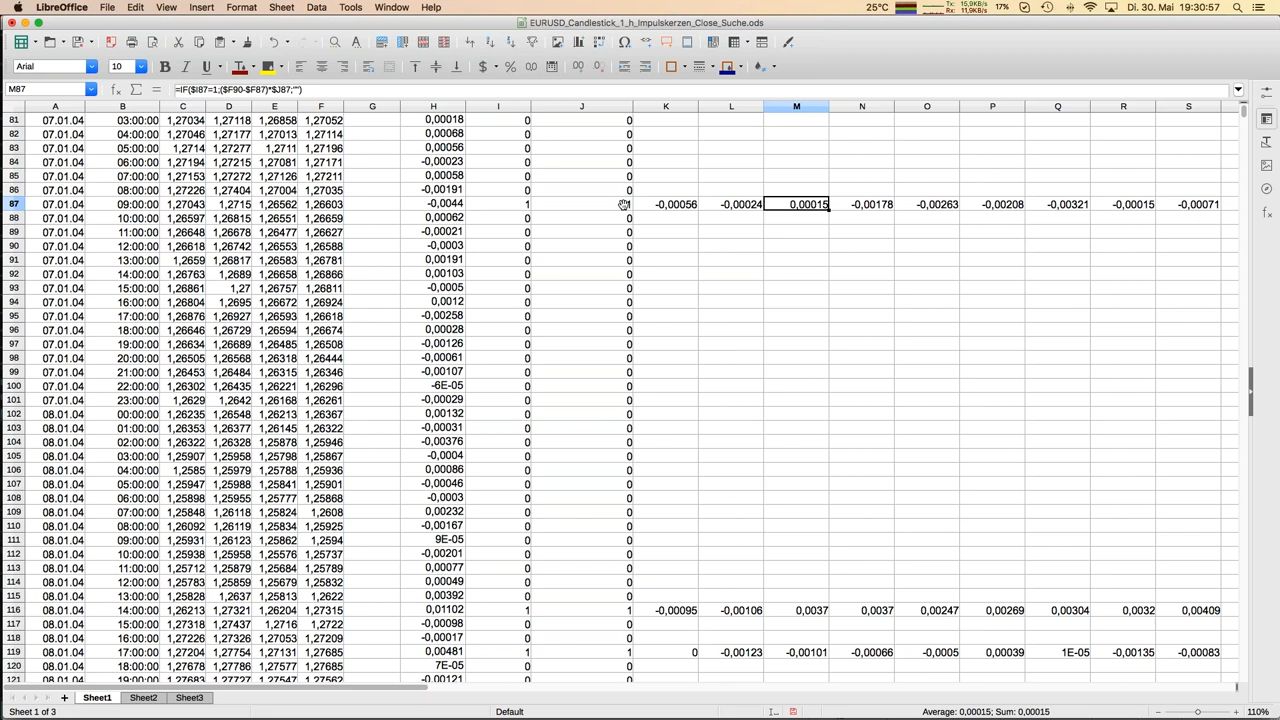 LibreOffice File Edit View Insert Format Sheet Data Tools Window Help 25°C Tx: 15,9KB/s Rx: 11,9KB/s 17% Di. 30. Mai 19:30:57
EURUSD_Candlestick_1_h_Impulskerzen_Close_Suche.ods
Arial 10
M87 =IF($I87=1;($F90-$F87)*$J87;"")
A B C D E F G H I J K L M N O P Q R S
81 07.01.04 03:00:00 1,27034 1,27118 1,26858 1,27052 0,00018 0 0
82 07.01.04 04:00:00 1,27046 1,27177 1,27013 1,27114 0,00068 0 0
83 07.01.04 05:00:00 1,2714 1,27277 1,2711 1,27196 0,00058 0 0
84 07.01.04 06:00:00 1,27194 1,27215 1,27081 1,27171 -0,00023 0 0
85 07.01.04 07:00:00 1,27153 1,27272 1,27126 1,27211 0,00058 0 0
86 07.01.04 08:00:00 1,27226 1,27404 1,27004 1,27035 -0,00191 0 0
87 07.01.04 09:00:00 1,27043 1,2715 1,26562 1,26603 -0,0044 1 -0,00056 -0,00024 0,00015 -0,00178 -0,00263 -0,00208 -0,00321 -0,00015 -0,00071
88 07.01.04 10:00:00 1,26597 1,26815 1,26551 1,26659 0,00062 0 0
89 07.01.04 11:00:00 1,26648 1,26678 1,26477 1,26627 -0,00021 0 0
90 07.01.04 12:00:00 1,26618 1,26742 1,26553 1,26588 -0,0003 0 0
91 07.01.04 13:00:00 1,2659 1,26817 1,26583 1,26781 0,00191 0 0
92 07.01.04 14:00:00 1,26763 1,2689 1,26658 1,26866 0,00103 0 0
93 07.01.04 15:00:00 1,26861 1,27 1,26757 1,26811 -0,0005 0 0
94 07.01.04 16:00:00 1,26804 1,2695 1,26672 1,26924 0,0012 0 0
95 07.01.04 17:00:00 1,26876 1,26927 1,26593 1,26618 -0,00258 0 0
96 07.01.04 18:00:00 1,26646 1,26729 1,26594 1,26674 0,00028 0 0
97 07.01.04 19:00:00 1,26634 1,26689 1,26485 1,26508 -0,00126 0 0
98 07.01.04 20:00:00 1,26505 1,26568 1,26318 1,26444 -0,00061 0 0
99 07.01.04 21:00:00 1,26453 1,26484 1,26315 1,26346 -0,00107 0 0
100 07.01.04 22:00:00 1,26302 1,26435 1,26221 1,26296 -6E-05 0 0
101 07.01.04 23:00:00 1,2629 1,2642 1,26168 1,26261 -0,00029 0 0
102 08.01.04 00:00:00 1,26235 1,26548 1,26213 1,26367 0,00132 0 0
103 08.01.04 01:00:00 1,26353 1,26377 1,26145 1,26322 -0,00031 0 0
104 08.01.04 02:00:00 1,26322 1,26328 1,25878 1,25946 -0,00376 0 0
105 08.01.04 03:00:00 1,25907 1,25958 1,25798 1,25867 -0,0004 0 0
106 08.01.04 04:00:00 1,2585 1,25979 1,25788 1,25936 0,00086 0 0
107 08.01.04 05:00:00 1,25947 1,25988 1,25841 1,25901 -0,00046 0 0
108 08.01.04 06:00:00 1,25898 1,25955 1,25777 1,25868 -0,0003 0 0
109 08.01.04 07:00:00 1,25848 1,26118 1,25824 1,2608 0,00232 0 0
110 08.01.04 08:00:00 1,26092 1,26119 1,25834 1,25925 -0,00167 0 0
111 08.01.04 09:00:00 1,25931 1,26123 1,25862 1,2594 9E-05 0 0
112 08.01.04 10:00:00 1,25938 1,25958 1,25576 1,25737 -0,00201 0 0
113 08.01.04 11:00:00 1,25712 1,25879 1,25684 1,25789 0,00077 0 0
114 08.01.04 12:00:00 1,25783 1,25859 1,25679 1,25832 0,00049 0 0
115 08.01.04 13:00:00 1,25828 1,2637 1,25813 1,2622 0,00392 0 0
116 08.01.04 14:00:00 1,26213 1,27321 1,26204 1,27315 0,01102 1 1 -0,00095 -0,00106 0,0037 0,0037 0,00247 0,00269 0,00304 0,0032 0,00409
117 08.01.04 15:00:00 1,27318 1,27437 1,2716 1,2722 -0,00098 0 0
118 08.01.04 16:00:00 1,27226 1,27326 1,27053 1,27209 -0,00017 0 0
119 08.01.04 17:00:00 1,27204 1,27754 1,27131 1,27685 0,00481 1 1 0 -0,00123 -0,00101 -0,00066 -0,0005 0,00039 1E-05 -0,00135 -0,00083
120 08.01.04 18:00:00 1,27678 1,27786 1,27577 1,27685 7E-05 0 0
121 08.01.04 19:00:00 1,27683 1,27727 1,27547 1,27562 -0,00121 0 0
Sheet1 Sheet2 Sheet3
Sheet 1 of 3 Default Average: 0,00015; Sum: 0,00015 110%